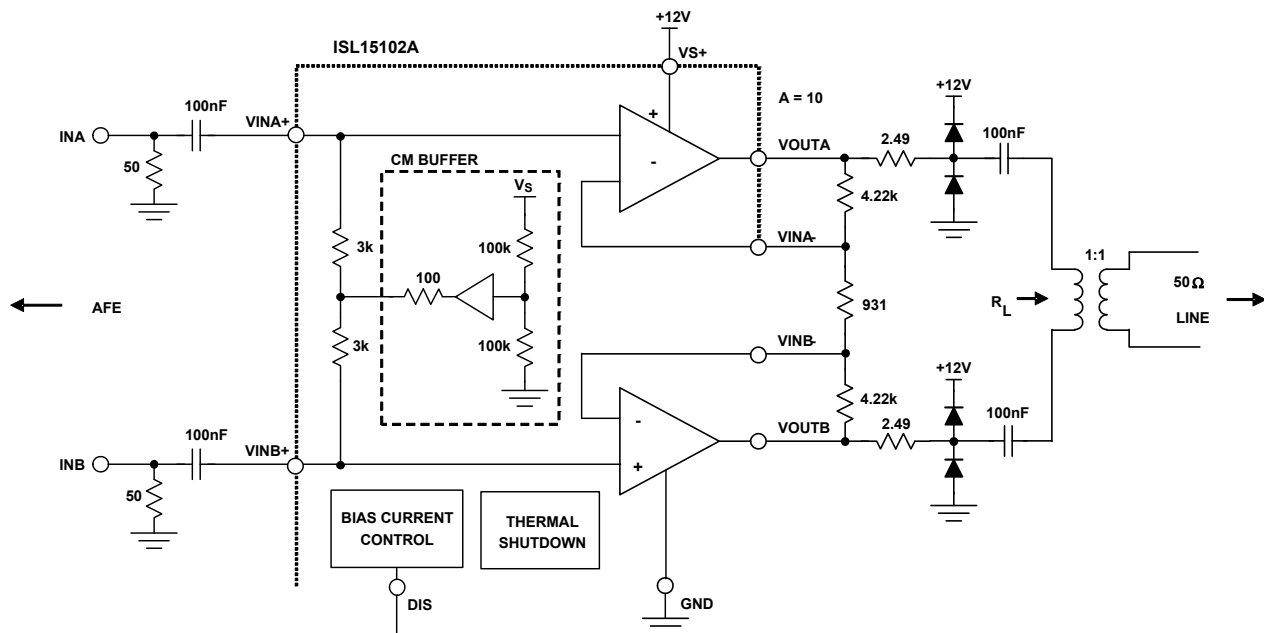 +12V
ISL15102A
VS+
+12V
100nF
VINA+
A = 10
100nF
INA
+
-
VOUTA
2.49
50
CM BUFFER
VS
4.22k
3k
100k
VINA-
1:1
100
AFE
931
RL
50Ω
LINE
3k
100k
VINB-
+12V
4.22k
100nF
VINB+
-
+
VOUTB
2.49
100nF
INB
50
BIAS CURRENT
CONTROL
THERMAL
SHUTDOWN
DIS
GND